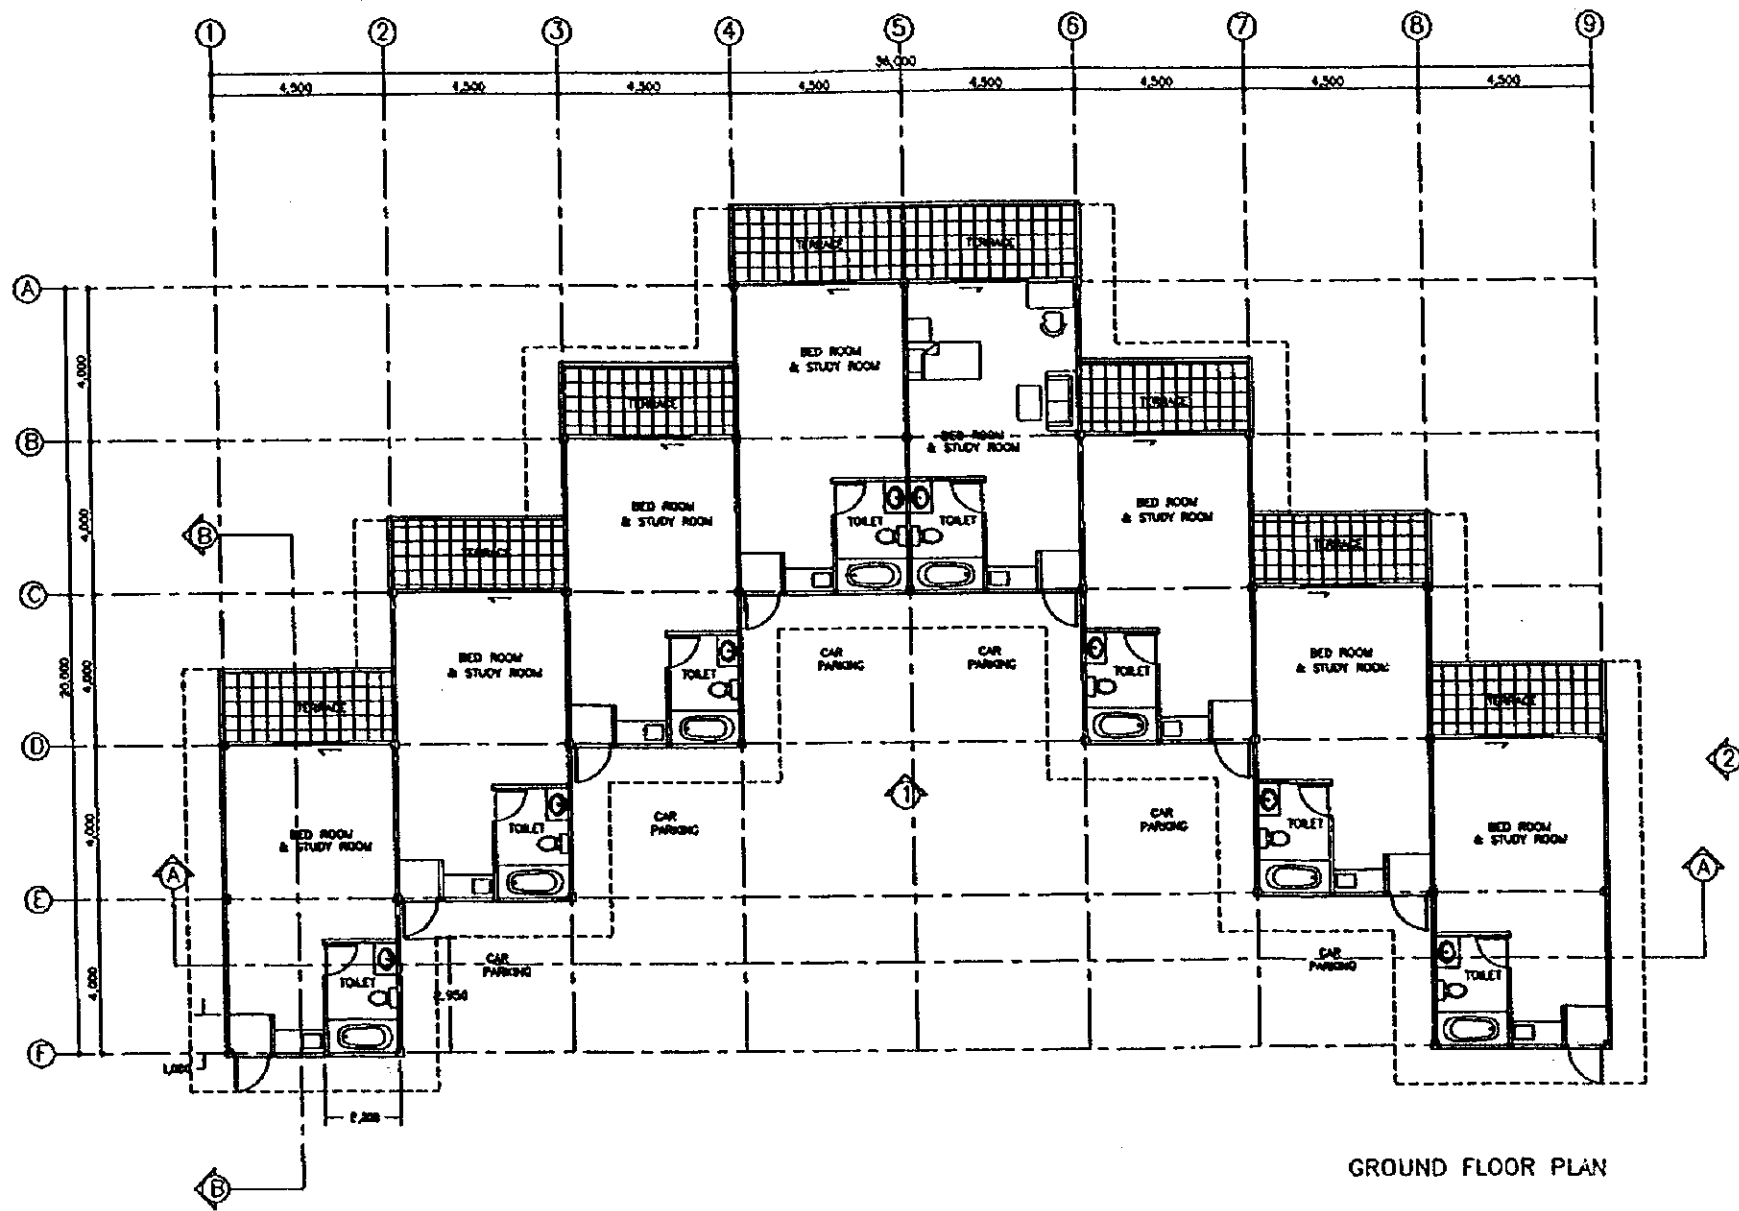 1 2 3 4 5 6 7 8 9
36,000
4,500 4,500 4,500 4,500 4,500 4,500 4,500 4,500
TERRACE TERRACE
A
4,000
BED ROOM
& STUDY ROOM
TERRACE TERRACE
B
BED ROOM
& STUDY ROOM
BED ROOM
& STUDY ROOM
BED ROOM
& STUDY ROOM
TOILET TOILET
4,000
B
TERRACE TERRACE
C
BED ROOM
& STUDY ROOM
CAR
PARKING
CAR
PARKING
BED ROOM
& STUDY ROOM
TOILET TOILET
20,000
4,000
TERRACE TERRACE
D
2
1
CAR
PARKING
CAR
PARKING
4,000
BED ROOM
& STUDY ROOM
TOILET TOILET
BED ROOM
& STUDY ROOM
A A
E
CAR
PARKING
CAR
PARKING
TOILET TOILET
4,000
F
1,000
B
GROUND FLOOR PLAN